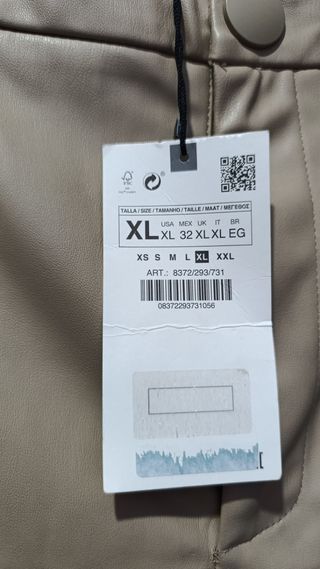 FSC
TALLA / SIZE / TAMANHO / TAILLE / MAAT / ΜΕΓΕΘΟΣ
USA MEX UK IT BR
XL XL 32 XL XL EG
XS S M L XL XXL
ART.: 8372/293/731
08372293731056